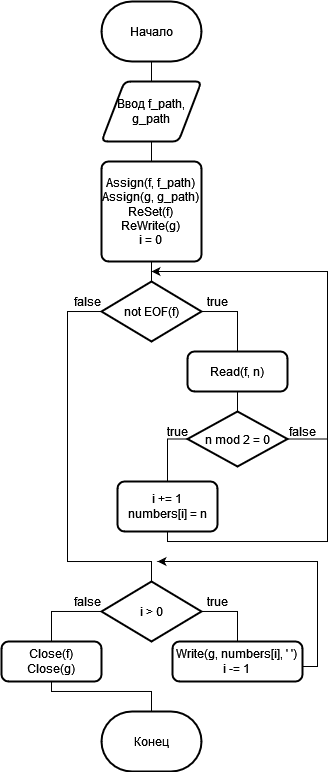 Начало
Ввод f_path,
g_path
Assign(f, f_path)
Assign(g, g_path)
ReSet(f)
ReWrite(g)
i = 0
false
not EOF(f)
true
Read(f, n)
true
n mod 2 = 0
false
i += 1
numbers[i] = n
false
i > 0
true
Close(f)
Close(g)
Write(g, numbers[i], ' ')
i -= 1
Конец